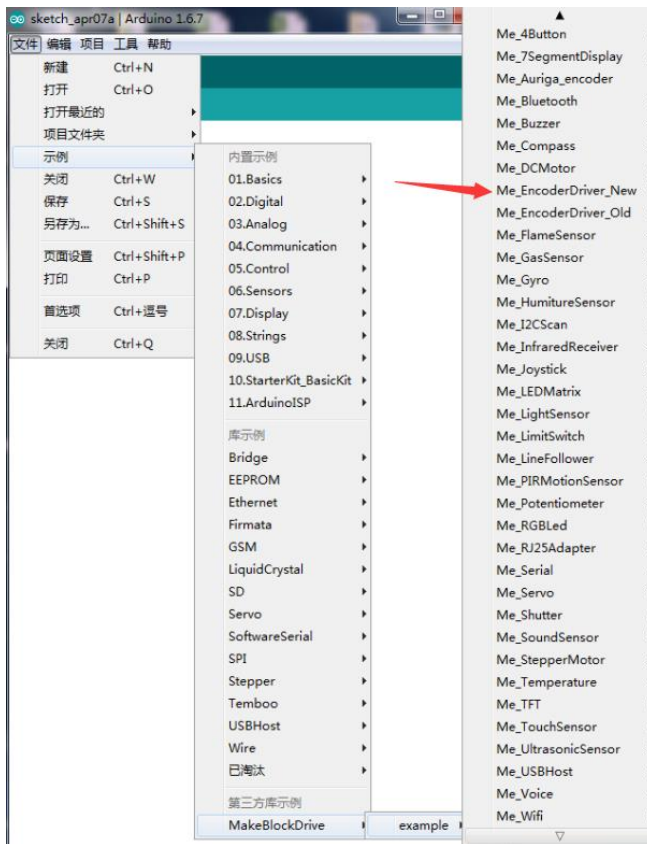 sketch_apr07a | Arduino 1.6.7
文件 编辑 项目 工具 帮助
新建 Ctrl+N
打开 Ctrl+O
打开最近的
项目文件夹
示例
关闭 Ctrl+W
保存 Ctrl+S
另存为... Ctrl+Shift+S
页面设置 Ctrl+Shift+P
打印 Ctrl+P
首选项 Ctrl+逗号
关闭 Ctrl+Q
内置示例
01.Basics
02.Digital
03.Analog
04.Communication
05.Control
06.Sensors
07.Display
08.Strings
09.USB
10.StarterKit_BasicKit
11.ArduinoISP
库示例
Bridge
EEPROM
Ethernet
Firmata
GSM
LiquidCrystal
SD
Servo
SoftwareSerial
SPI
Stepper
Temboo
USBHost
Wire
已淘汰
第三方库示例
MakeBlockDrive
example
Me_4Button
Me_7SegmentDisplay
Me_Auriga_encoder
Me_Bluetooth
Me_Buzzer
Me_Compass
Me_DCMotor
Me_EncoderDriver_New
Me_EncoderDriver_Old
Me_FlameSensor
Me_GasSensor
Me_Gyro
Me_HumitureSensor
Me_I2CScan
Me_InfraredReceiver
Me_Joystick
Me_LEDMatrix
Me_LightSensor
Me_LimitSwitch
Me_LineFollower
Me_PIRMotionSensor
Me_Potentiometer
Me_RGBLed
Me_RJ25Adapter
Me_Serial
Me_Servo
Me_Shutter
Me_SoundSensor
Me_StepperMotor
Me_Temperature
Me_TFT
Me_TouchSensor
Me_UltrasonicSensor
Me_USBHost
Me_Voice
Me_Wifi